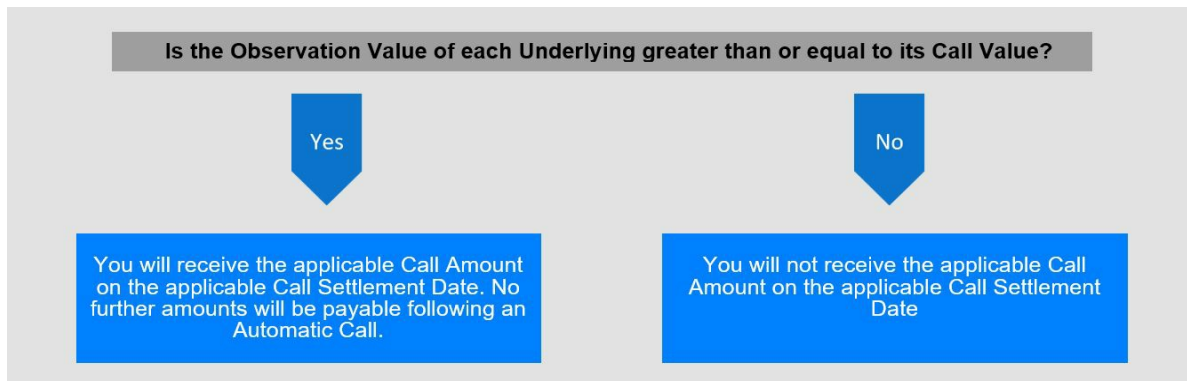 Is the Observation Value of each Underlying greater than or equal to its Call Value?
Yes
No
You will receive the applicable Call Amount
on the applicable Call Settlement Date. No
further amounts will be payable following an
Automatic Call.
You will not receive the applicable Call
Amount on the applicable Call Settlement
Date